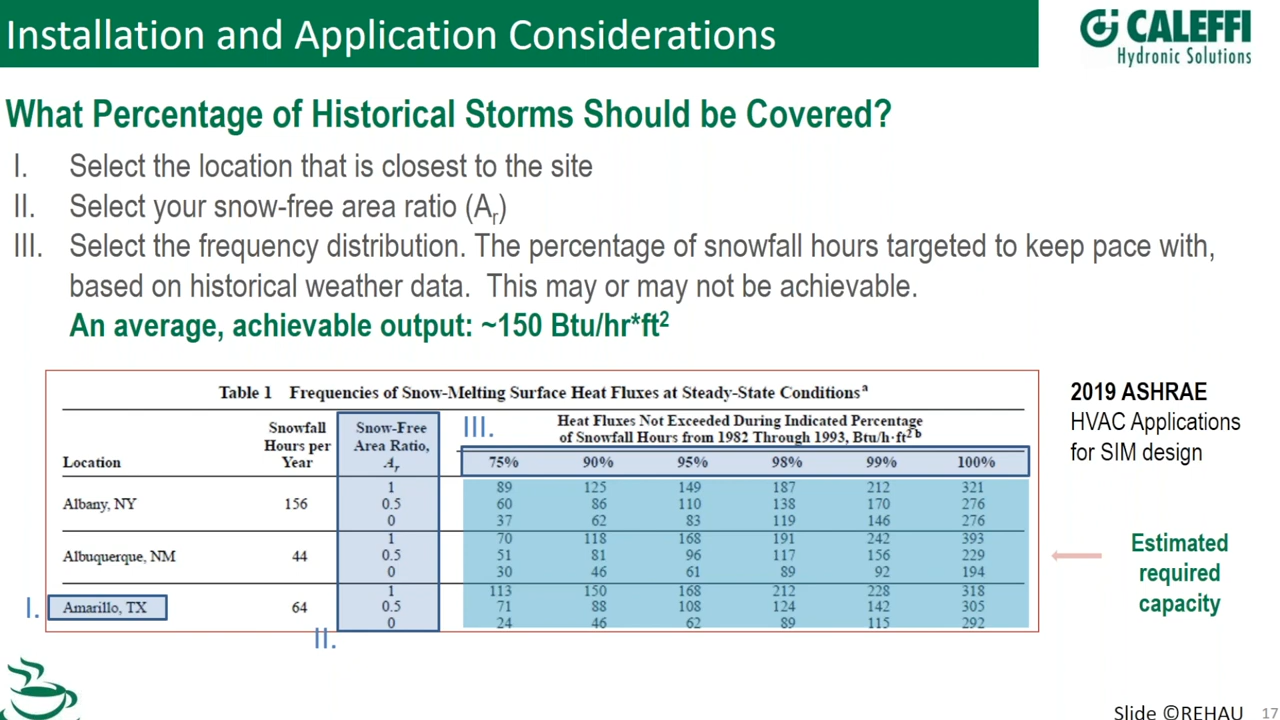 Installation and Application Considerations
CALEFFI
Hydronic Solutions
What Percentage of Historical Storms Should be Covered?
I. Select the location that is closest to the site
II. Select your snow-free area ratio (Ar)
III. Select the frequency distribution. The percentage of snowfall hours targeted to keep pace with,
based on historical weather data. This may or may not be achievable.
An average, achievable output: ~150 Btu/hr*ft2
Table 1 Frequencies of Snow-Melting Surface Heat Fluxes at Steady-State Conditionsa
Location
Snowfall
Hours per
Year
Snow-Free
Area Ratio,
Ar
III.
Heat Fluxes Not Exceeded During Indicated Percentage
of Snowfall Hours from 1982 Through 1993, Btu/h·ft2 b
75% 90% 95% 98% 99% 100%
Albany, NY 156
1 89 125 149 187 212 321
0.5 60 86 110 138 170 276
0 37 62 83 119 146 276
Albuquerque, NM 44
1 70 118 168 191 242 393
0.5 51 81 96 117 156 229
0 30 46 61 89 92 194
I. Amarillo, TX 64
1 113 150 168 212 228 318
0.5 71 88 108 124 142 305
0 24 46 62 89 115 292
II.
2019 ASHRAE
HVAC Applications
for SIM design
Estimated
required
capacity
Slide ©REHAU 17